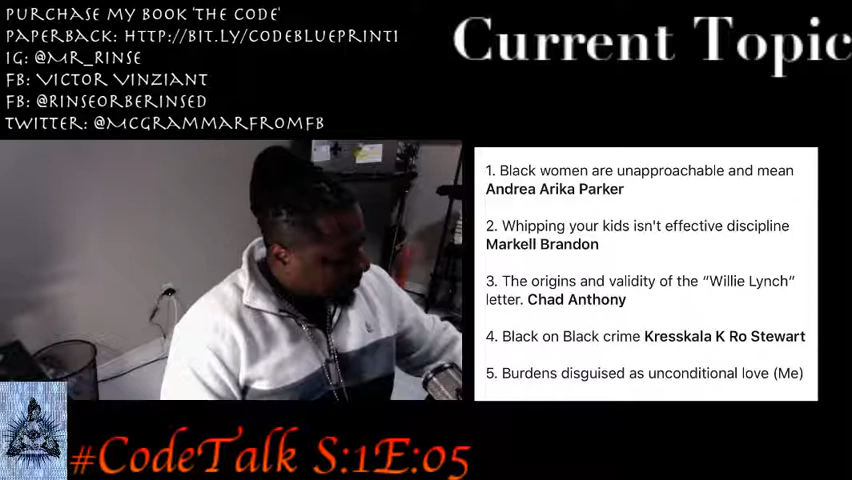 PURCHASE MY BOOK 'THE CODE'
PAPERBACK: HTTP://BIT.LY/CODEBLUEPRINT1
IG: @MR_RINSE
FB: VICTOR VINZIANT
FB: @RINSEORBERINSED
TWITTER: @MCGRAMMARFROMFB
Current Topic
1. Black women are unapproachable and mean
Andrea Arika Parker
2. Whipping your kids isn't effective discipline
Markell Brandon
3. The origins and validity of the “Willie Lynch”
letter. Chad Anthony
4. Black on Black crime Kresskala K Ro Stewart
5. Burdens disguised as unconditional love (Me)
#CodeTalk S:1E:05